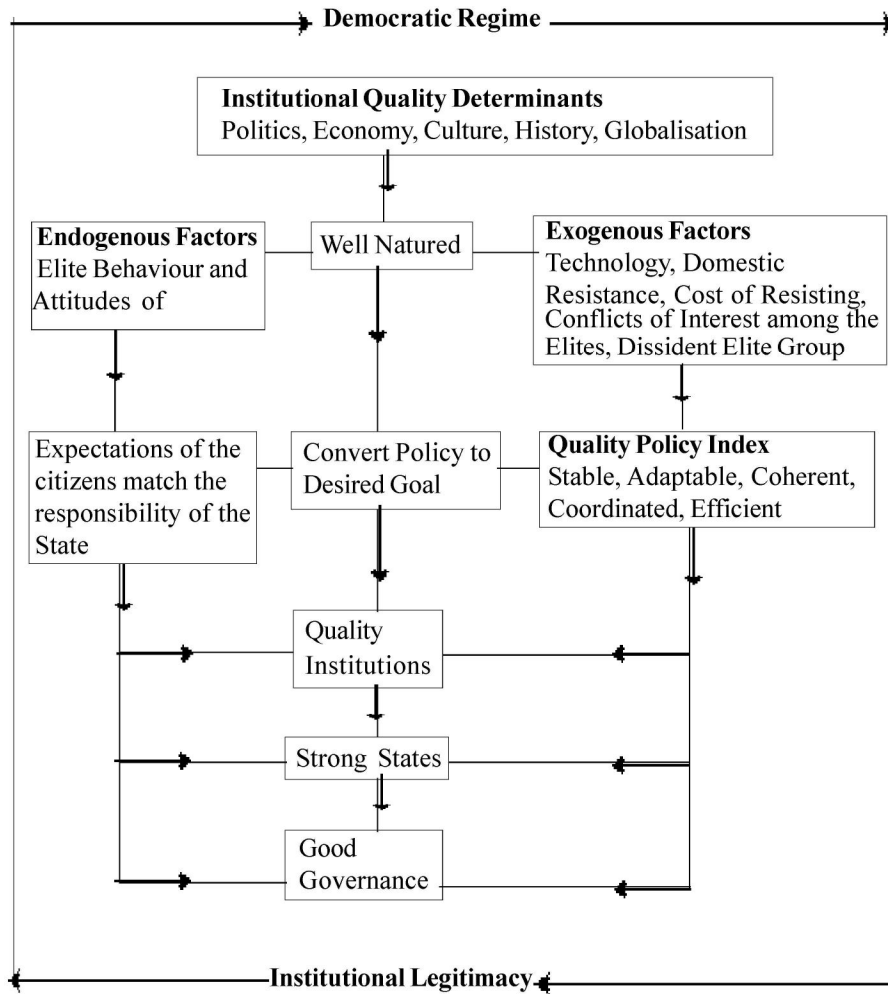 Democratic Regime
Institutional Quality Determinants
Politics, Economy, Culture, History, Globalisation
Endogenous Factors
Elite Behaviour and
Attitudes of
Well Natured
Exogenous Factors
Technology, Domestic
Resistance, Cost of Resisting,
Conflicts of Interest among the
Elites, Dissident Elite Group
Expectations of the
citizens match the
responsibility of the
State
Convert Policy to
Desired Goal
Quality Policy Index
Stable, Adaptable, Coherent,
Coordinated, Efficient
Quality
Institutions
Strong States
Good
Governance
Institutional Legitimacy